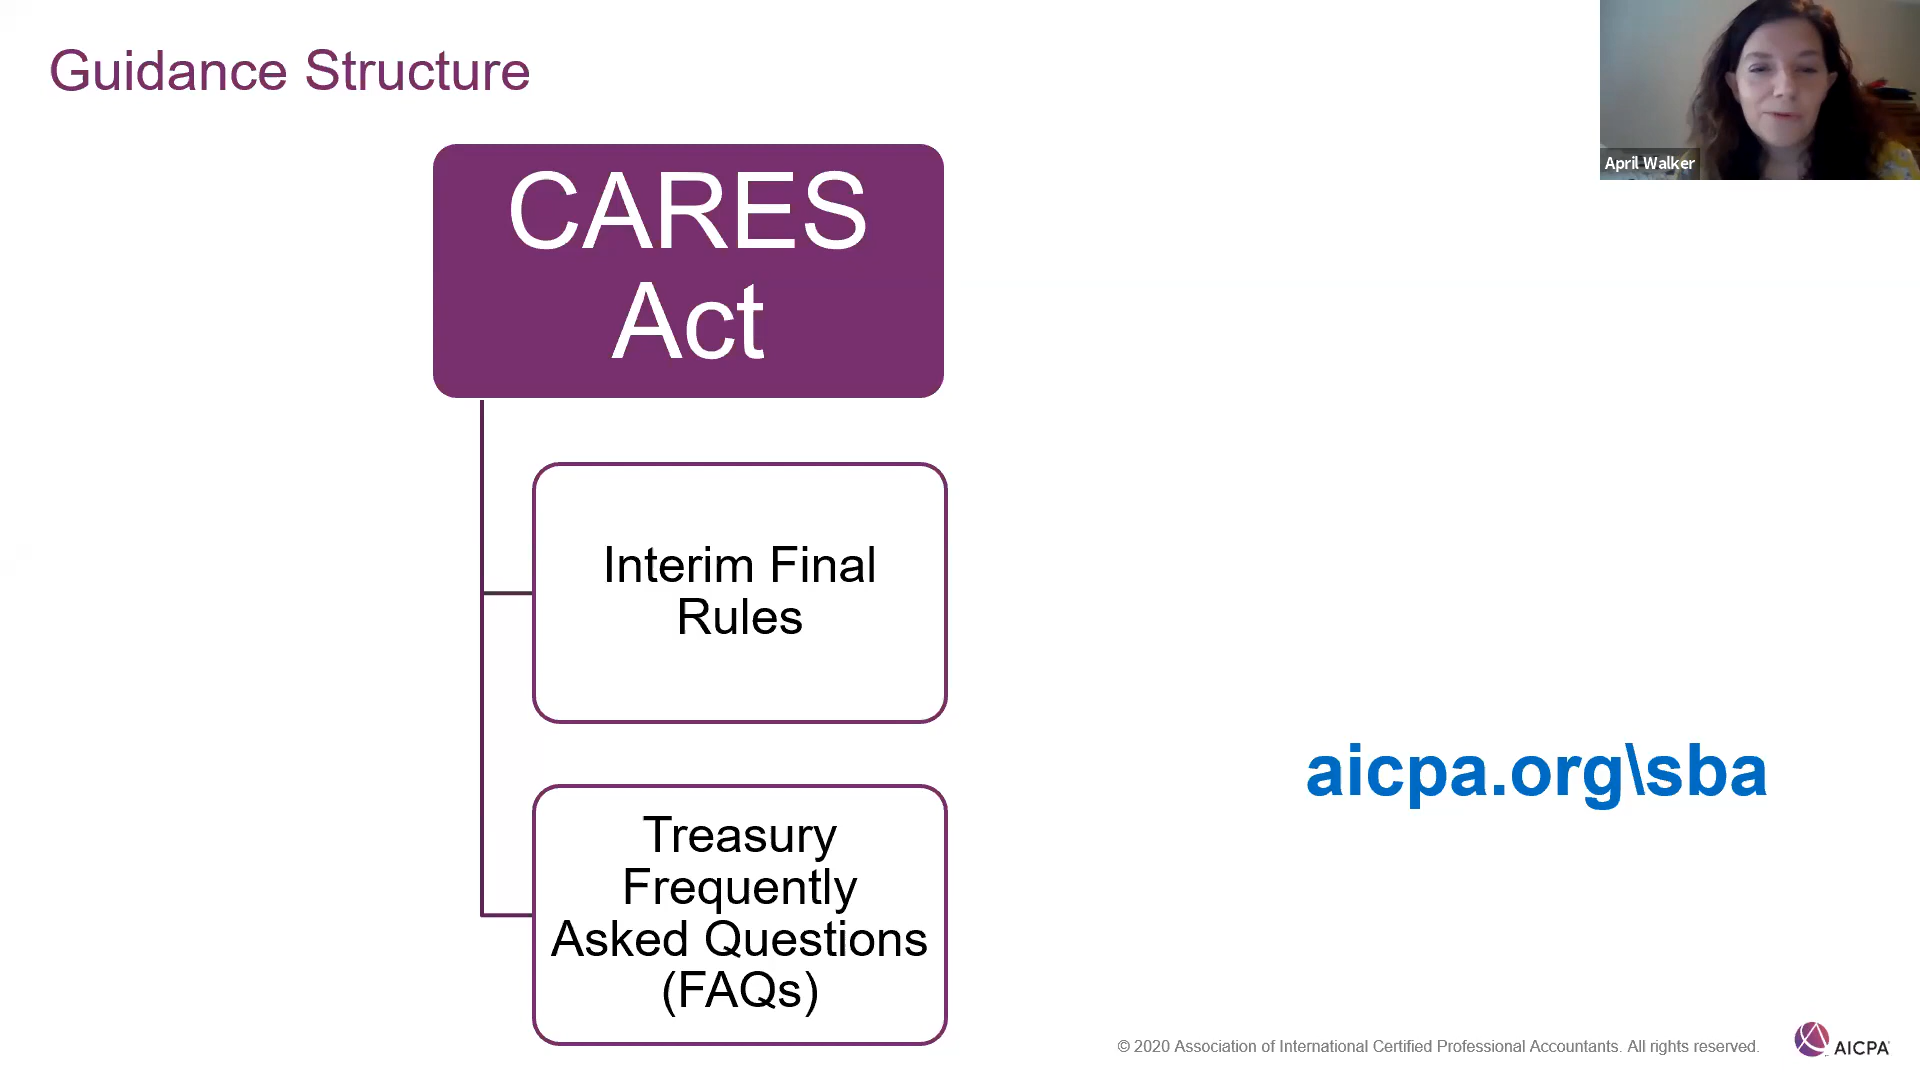 Guidance Structure
April Walker
CARES
Act
Interim Final
Rules
Treasury
Frequently
Asked Questions
(FAQs)
aicpa.org\sba
© 2020 Association of International Certified Professional Accountants. All rights reserved.
AICPA